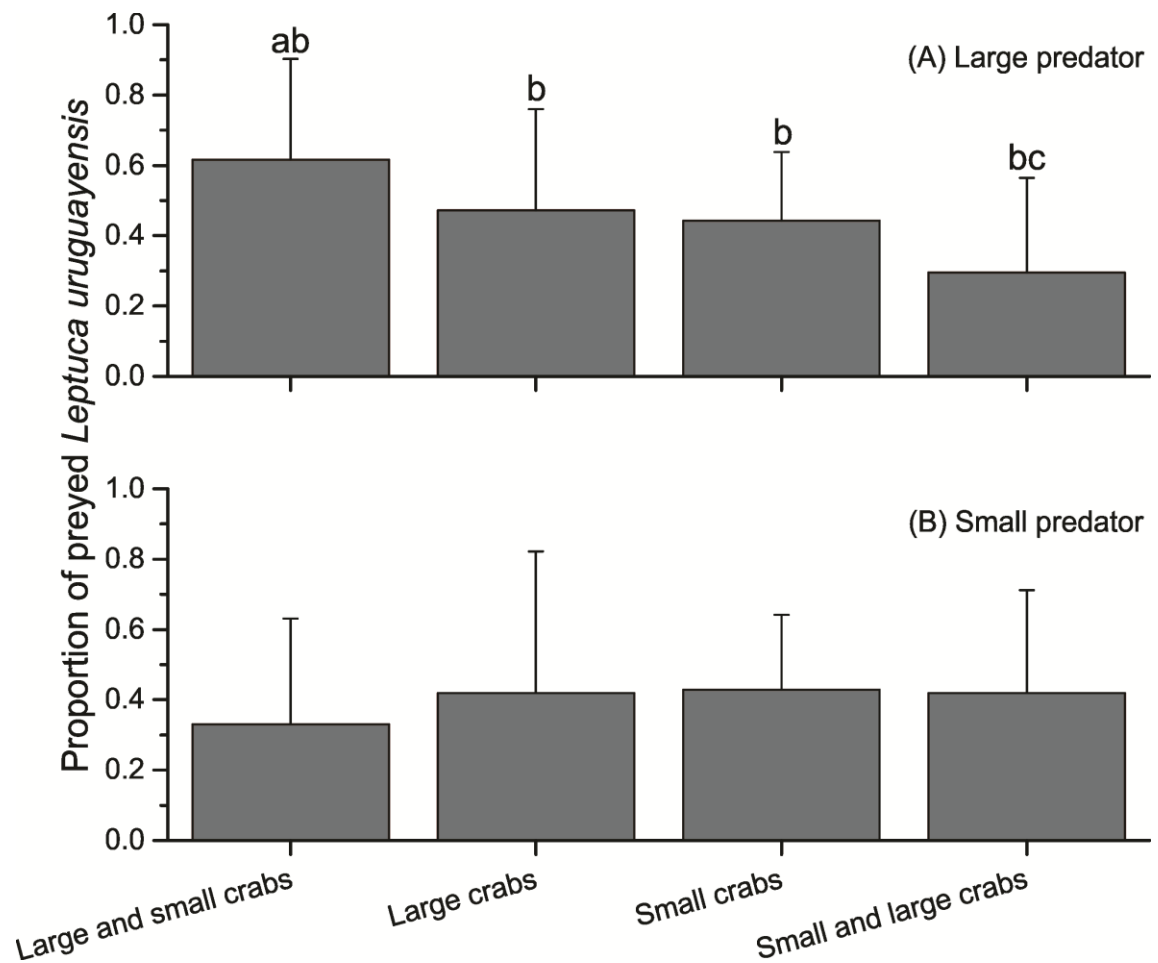 Proportion of preyed Leptuca uruguayensis
(A) Large predator
1.0
0.8
0.6
0.4
0.2
0.0
ab
b
b
bc
(B) Small predator
1.0
0.8
0.6
0.4
0.2
0.0
Large and small crabs
Large crabs
Small crabs
Small and large crabs